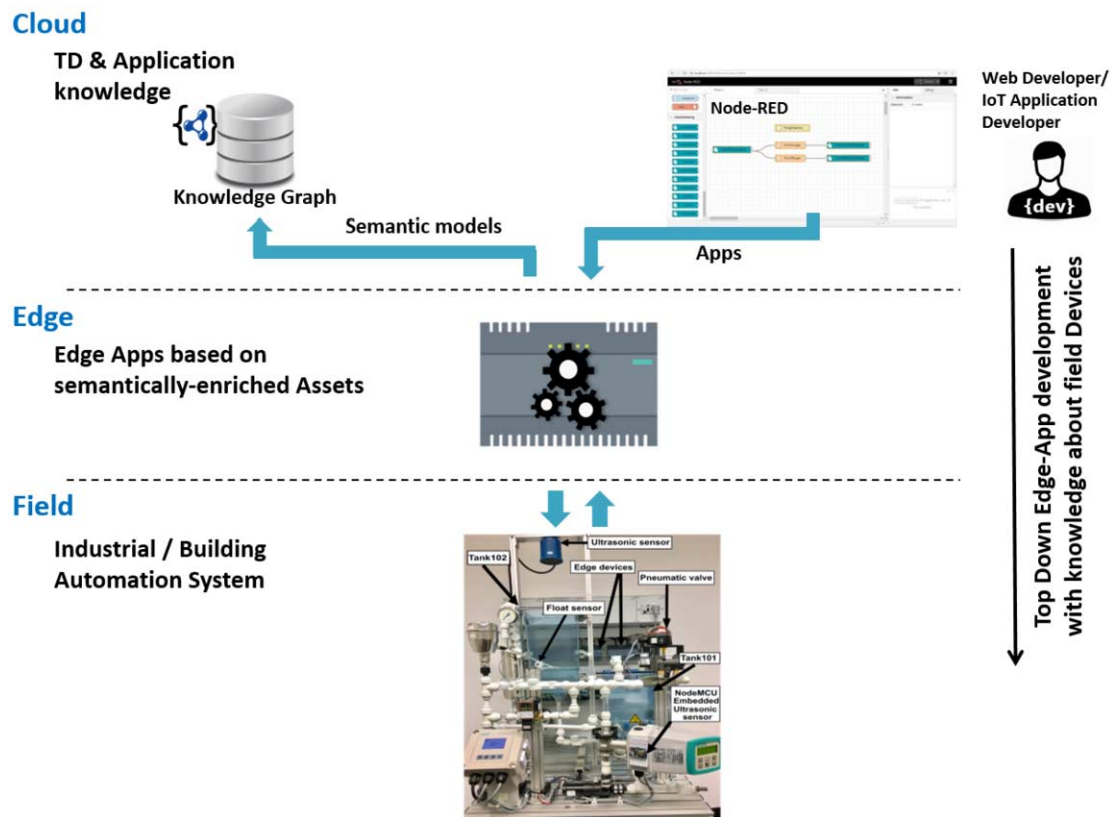 Cloud
TD & Application
knowledge
Knowledge Graph
Semantic models
Node-RED
Apps
Web Developer/
IoT Application
Developer
{dev}
Edge
Edge Apps based on
semantically-enriched Assets
Top Down Edge-App development
with knowledge about field Devices
Field
Industrial / Building
Automation System
Ultrasonic sensor
Tank102
Edge devices
Pneumatic valve
Float sensor
Tank101
NodeMCU
Embedded
Ultrasonic
sensor